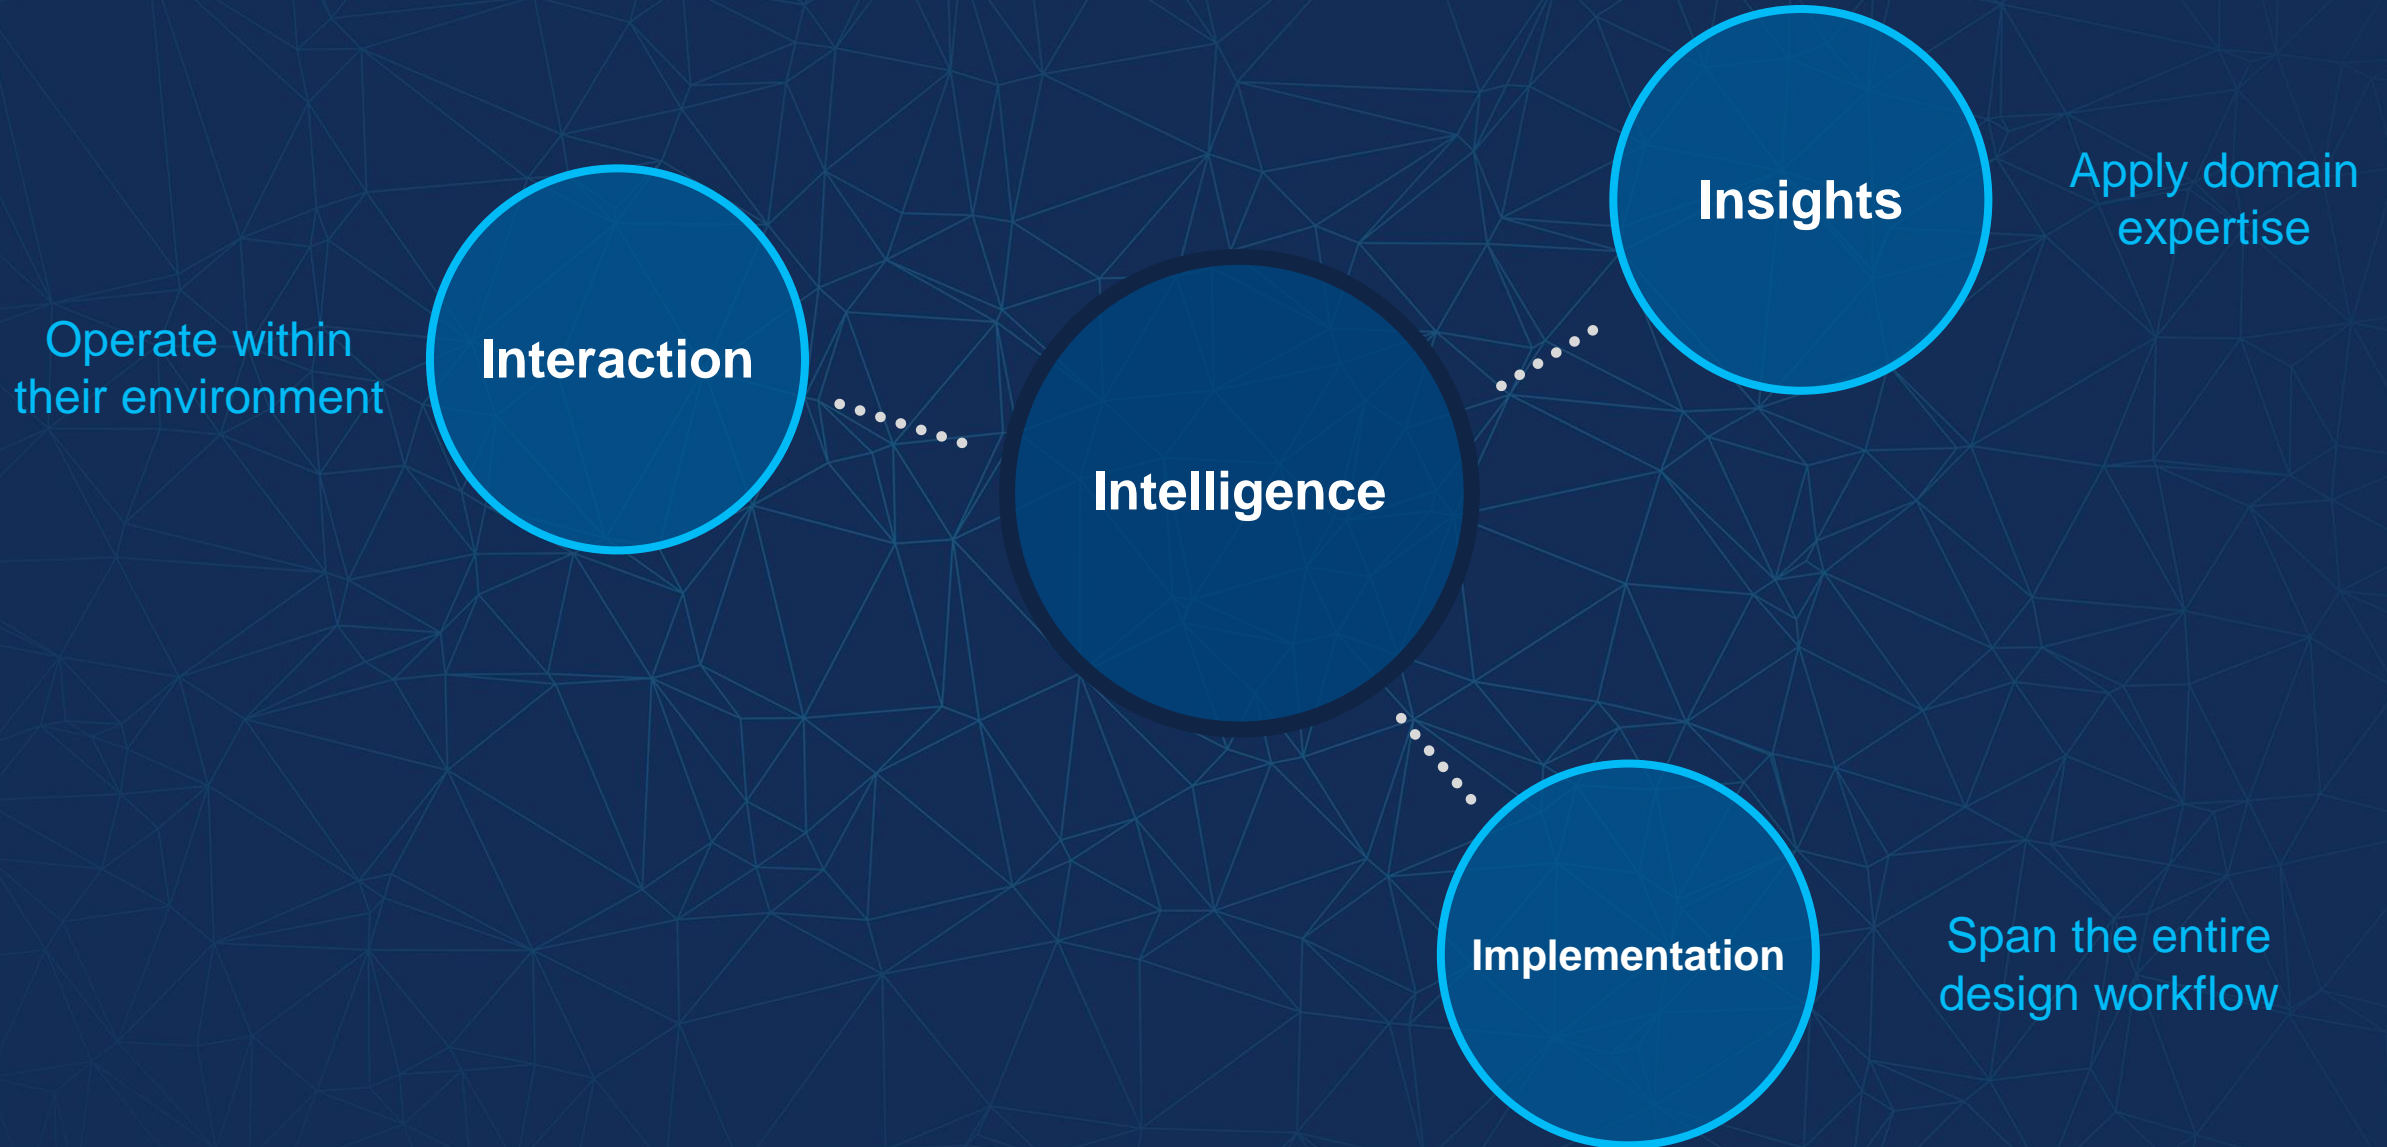 Insights
Apply domain
expertise
Interaction
Operate within
their environment
Intelligence
Implementation
Span the entire
design workflow